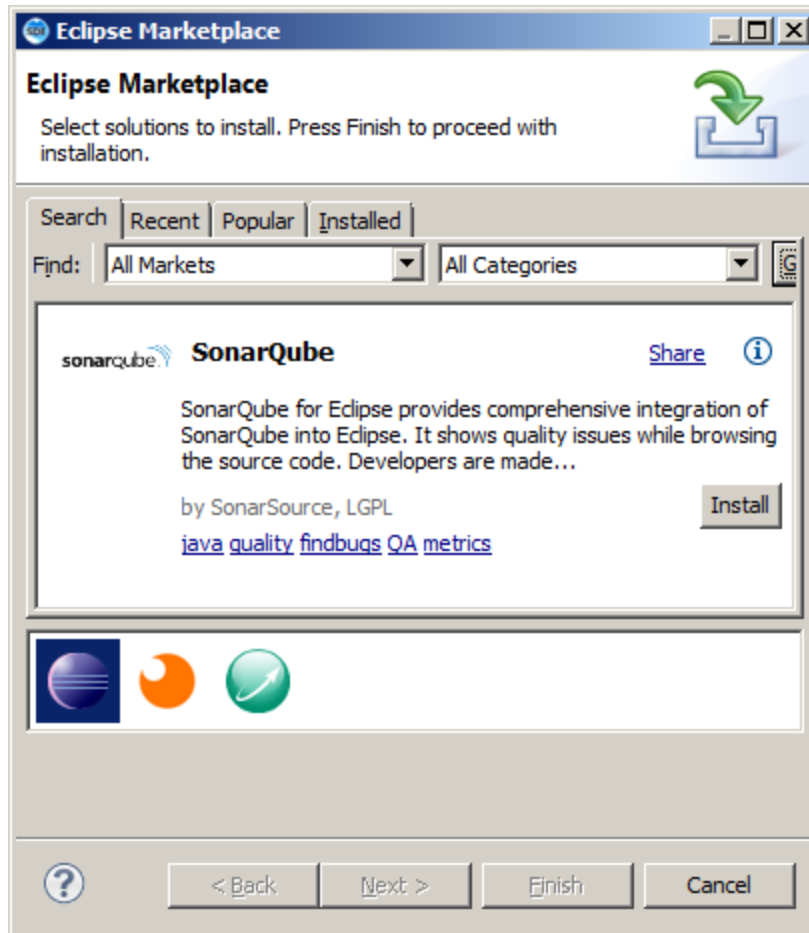 Eclipse Marketplace
Eclipse Marketplace
Select solutions to install. Press Finish to proceed with
installation.
Search Recent Popular Installed
Find: All Markets All Categories G
sonarqube SonarQube Share
SonarQube for Eclipse provides comprehensive integration of
SonarQube into Eclipse. It shows quality issues while browsing
the source code. Developers are made...
by SonarSource, LGPL Install
java quality findbugs QA metrics
< Back Next > Finish Cancel